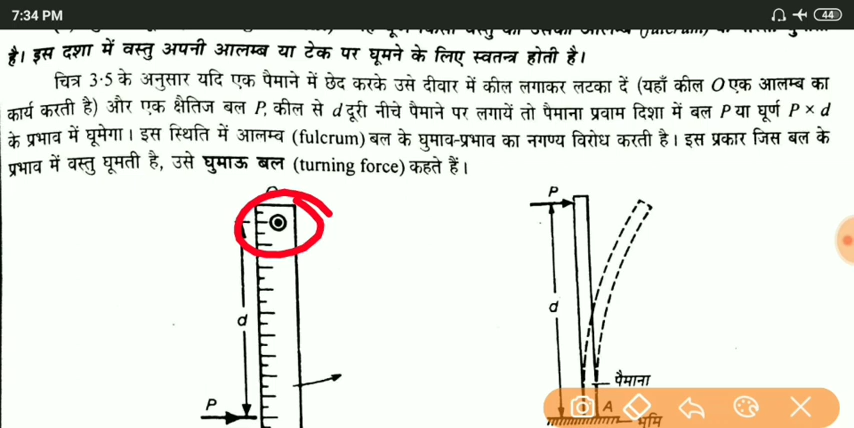 7:34 PM
44
है। इस दशा में वस्तु अपनी आलम्ब या टेक पर घूमने के लिए स्वतन्त्र होती है।
चित्र 3·5 के अनुसार यदि एक पैमाने में छेद करके उसे दीवार में कील लगाकर लटका दें (यहाँ कील O एक आलम्ब का
कार्य करती है) और एक क्षैतिज बल P, कील से d दूरी नीचे पैमाने पर लगायें तो पैमाना प्रवाम दिशा में बल P या घूर्ण P × d
के प्रभाव में घूमेगा। इस स्थिति में आलम्ब (fulcrum) बल के घुमाव-प्रभाव का नगण्य विरोध करती है। इस प्रकार जिस बल के
प्रभाव में वस्तु घूमती है, उसे घुमाऊ बल (turning force) कहते हैं।
P
d
d
पैमाना
P
A
भूमि